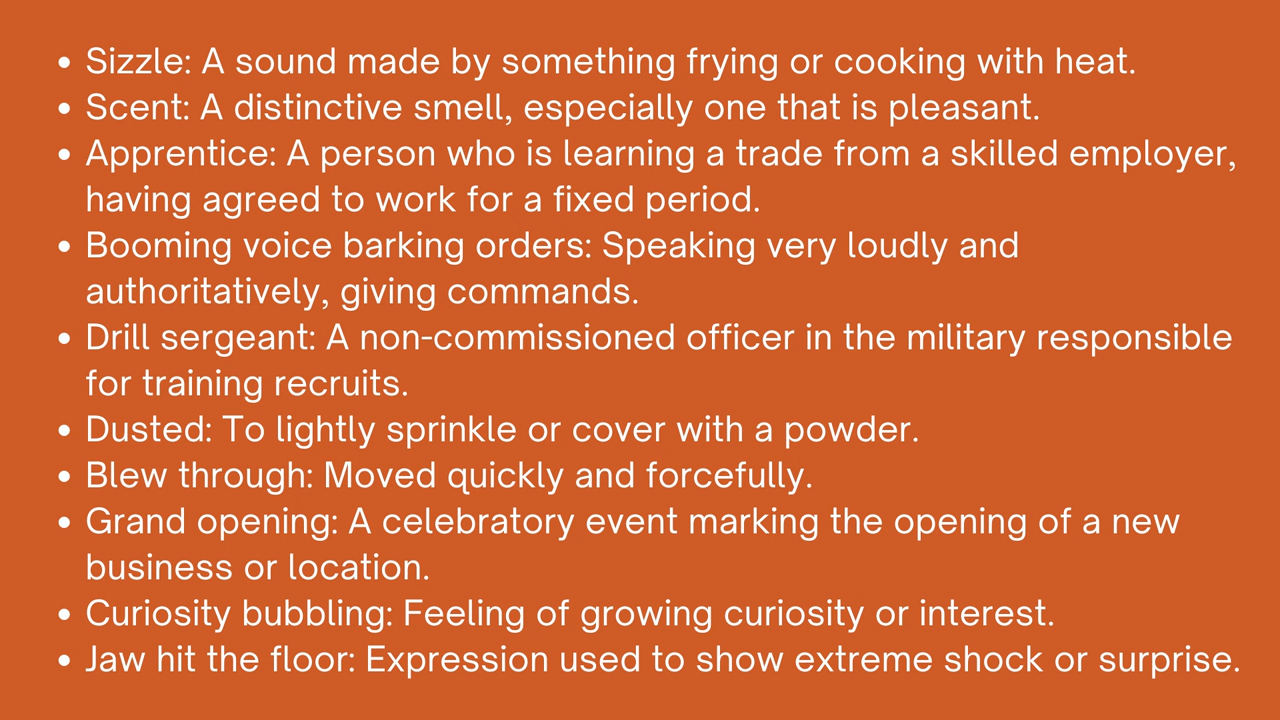 • Sizzle: A sound made by something frying or cooking with heat.
• Scent: A distinctive smell, especially one that is pleasant.
• Apprentice: A person who is learning a trade from a skilled employer,
having agreed to work for a fixed period.
• Booming voice barking orders: Speaking very loudly and
authoritatively, giving commands.
• Drill sergeant: A non-commissioned officer in the military responsible
for training recruits.
• Dusted: To lightly sprinkle or cover with a powder.
• Blew through: Moved quickly and forcefully.
• Grand opening: A celebratory event marking the opening of a new
business or location.
• Curiosity bubbling: Feeling of growing curiosity or interest.
• Jaw hit the floor: Expression used to show extreme shock or surprise.